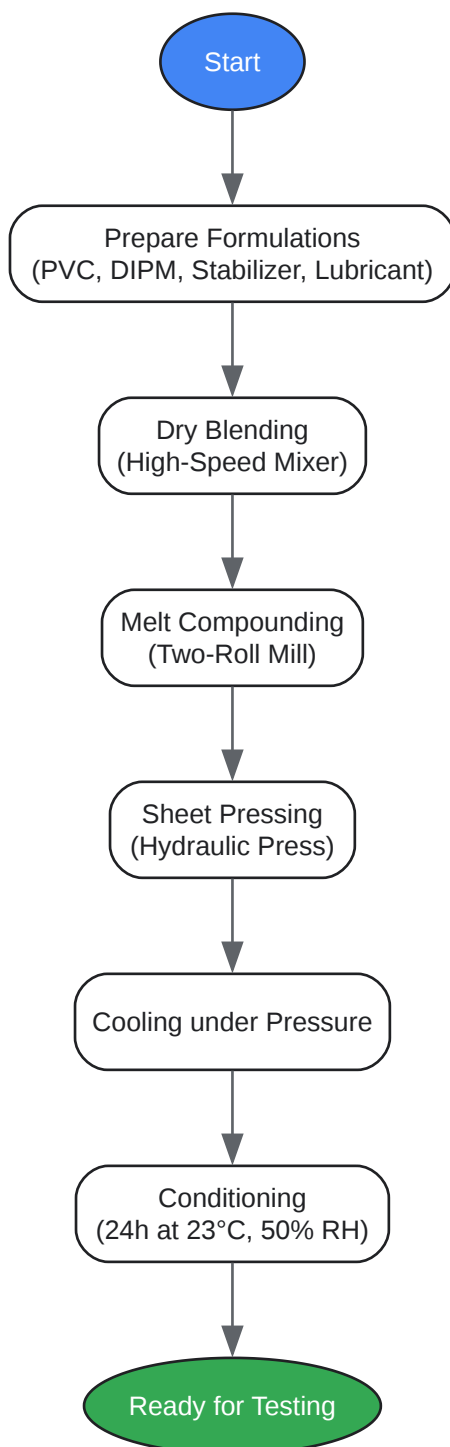 Start
Prepare Formulations
(PVC, DIPM, Stabilizer, Lubricant)
Dry Blending
(High-Speed Mixer)
Melt Compounding
(Two-Roll Mill)
Sheet Pressing
(Hydraulic Press)
Cooling under Pressure
Conditioning
(24h at 23°C, 50% RH)
Ready for Testing